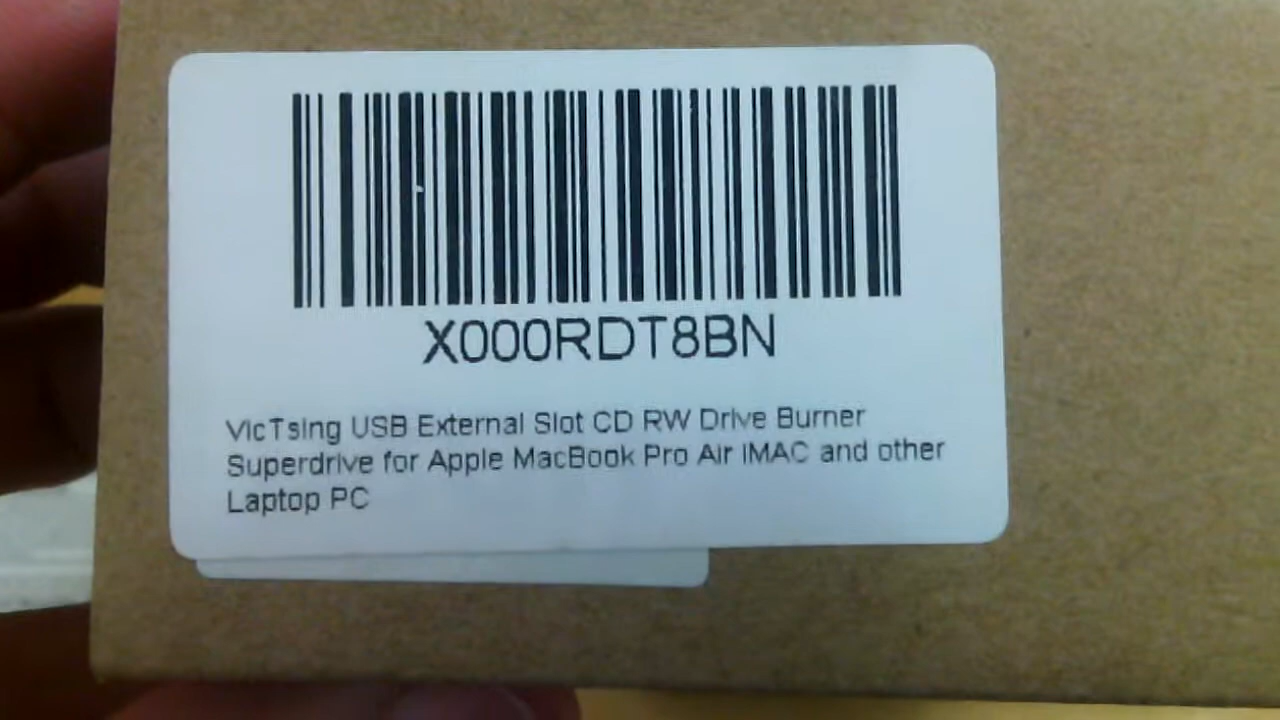 X000RDT8BN
VicTsing USB External Slot CD RW Drive Burner
Superdrive for Apple MacBook Pro Air iMAC and other
Laptop PC